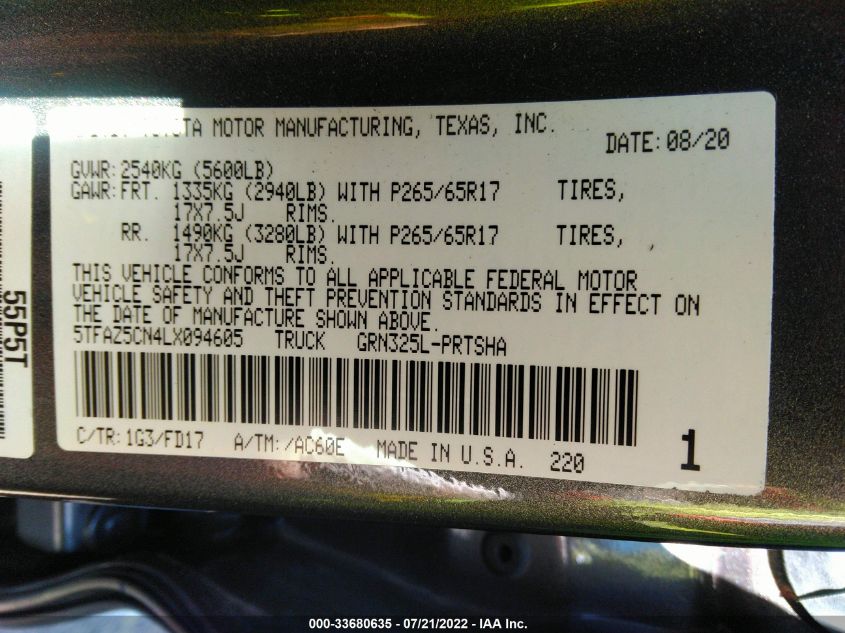 TOYOTA MOTOR MANUFACTURING, TEXAS, INC.
DATE: 08/20
GVWR: 2540KG (5600LB)
GAWR: FRT. 1335KG (2940LB) WITH P265/65R17 TIRES,
17X7.5J RIMS.
RR. 1490KG (3280LB) WITH P265/65R17 TIRES,
17X7.5J RIMS.
THIS VEHICLE CONFORMS TO ALL APPLICABLE FEDERAL MOTOR
VEHICLE SAFETY AND THEFT PREVENTION STANDARDS IN EFFECT ON
THE DATE OF MANUFACTURE SHOWN ABOVE.
5TFAZ5CN4LX094605 TRUCK GRN325L-PRTSHA
C/TR: 1G3/FD17 A/TM: /AC60E MADE IN U.S.A. 220 1
55P5T
000-33680635 - 07/21/2022 - IAA Inc.